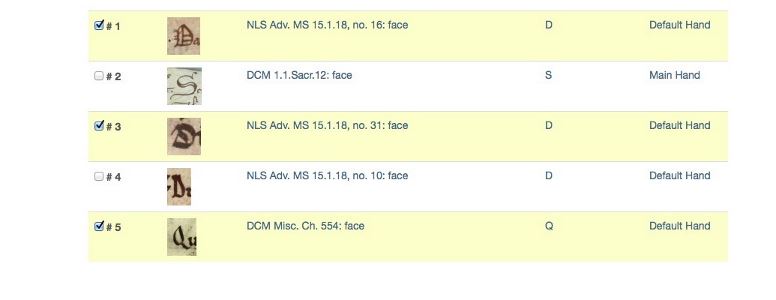 # 1 D NLS Adv. MS 15.1.18, no. 16: face D Default Hand
# 2 S DCM 1.1.Sacr.12: face S Main Hand
# 3 D NLS Adv. MS 15.1.18, no. 31: face D Default Hand
# 4 D NLS Adv. MS 15.1.18, no. 10: face D Default Hand
# 5 Qu DCM Misc. Ch. 554: face Q Default Hand